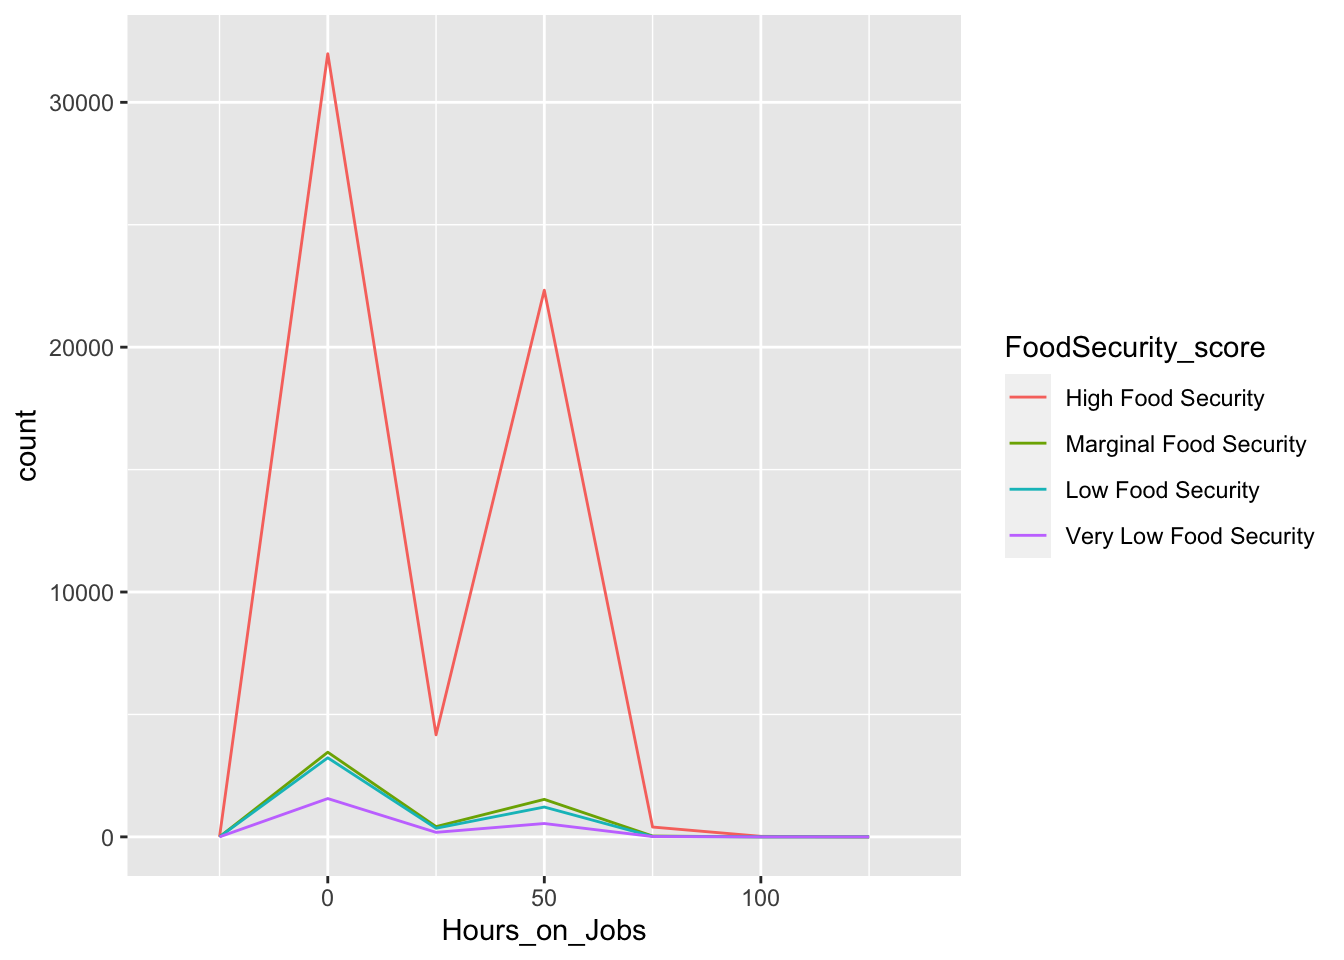 30000
20000
10000
0
count
0 50 100
Hours_on_Jobs
FoodSecurity_score
High Food Security
Marginal Food Security
Low Food Security
Very Low Food Security